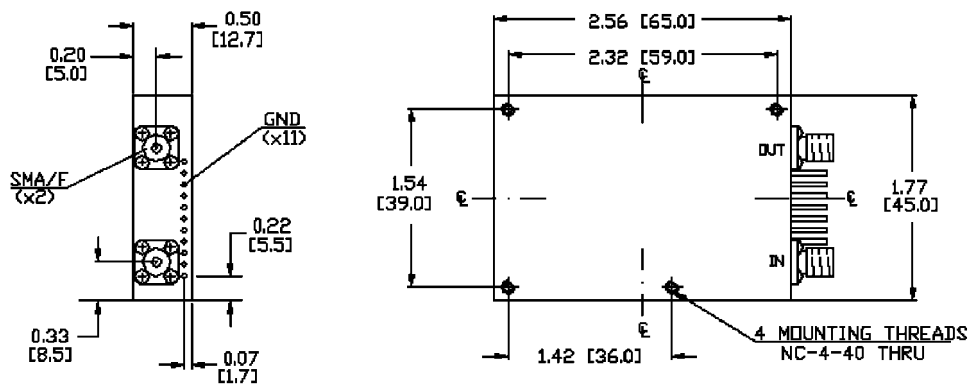 0.50
[12.7]
0.20
[5.0]
GND
(x11)
SMA/F
(x2)
0.22
[5.5]
0.33
[8.5]
0.07
[1.7]
2.56 [65.0]
2.32 [59.0]
℄
OUT
1.54
[39.0]
℄
℄
1.77
[45.0]
IN
℄
1.42 [36.0]
4 MOUNTING THREADS
NC-4-40 THRU